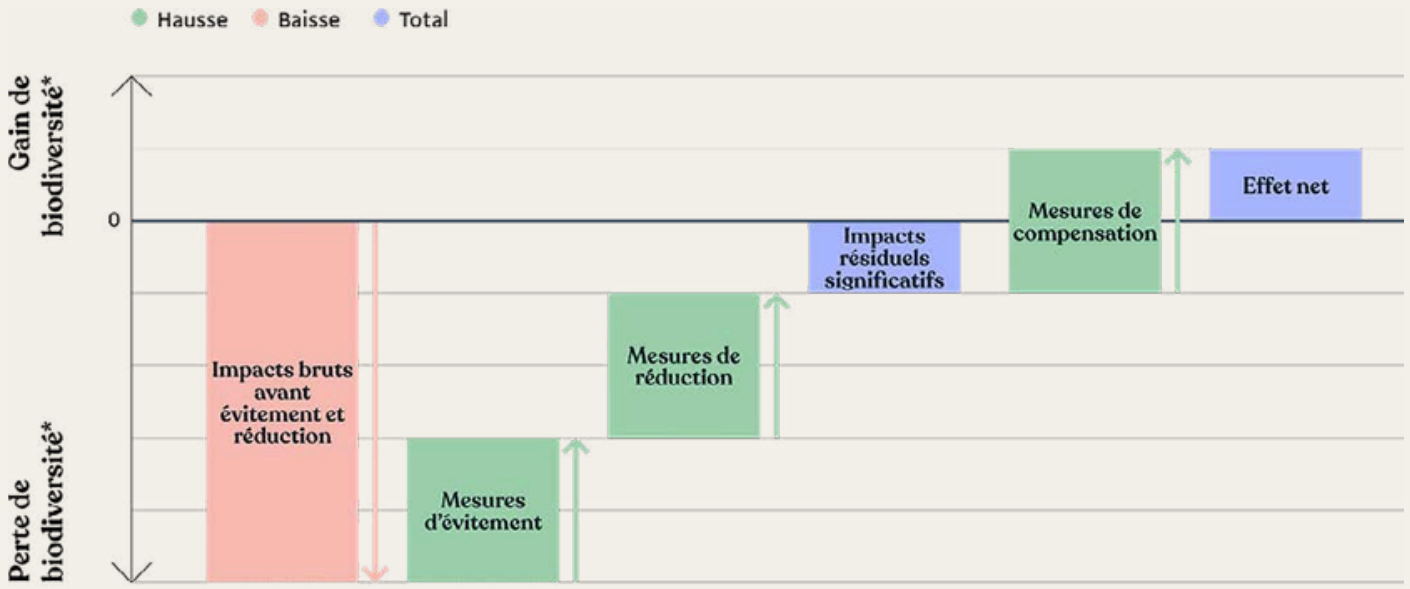 Hausse
Baisse
Total
Gain de
biodiversité*
0
Perte de
biodiversité*
Impacts bruts
avant
évitement et
réduction
Mesures
d’évitement
Mesures de
réduction
Impacts
résiduels
significatifs
Mesures de
compensation
Effet net